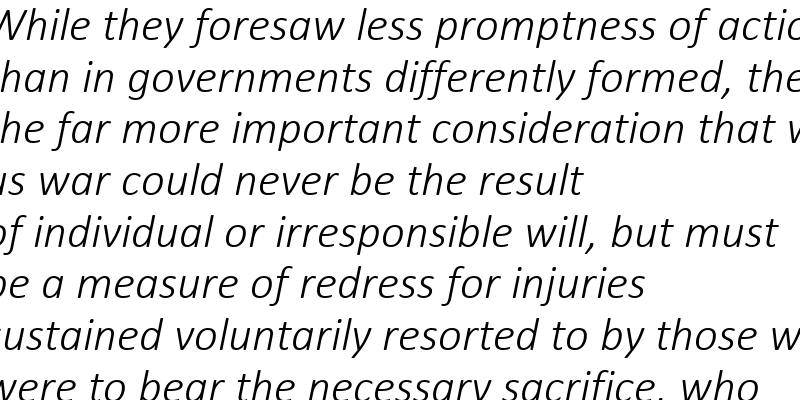 While they foresaw less promptness of actio
than in governments differently formed, the
the far more important consideration that w
us war could never be the result
of individual or irresponsible will, but must
be a measure of redress for injuries
sustained voluntarily resorted to by those w
were to bear the necessary sacrifice, who